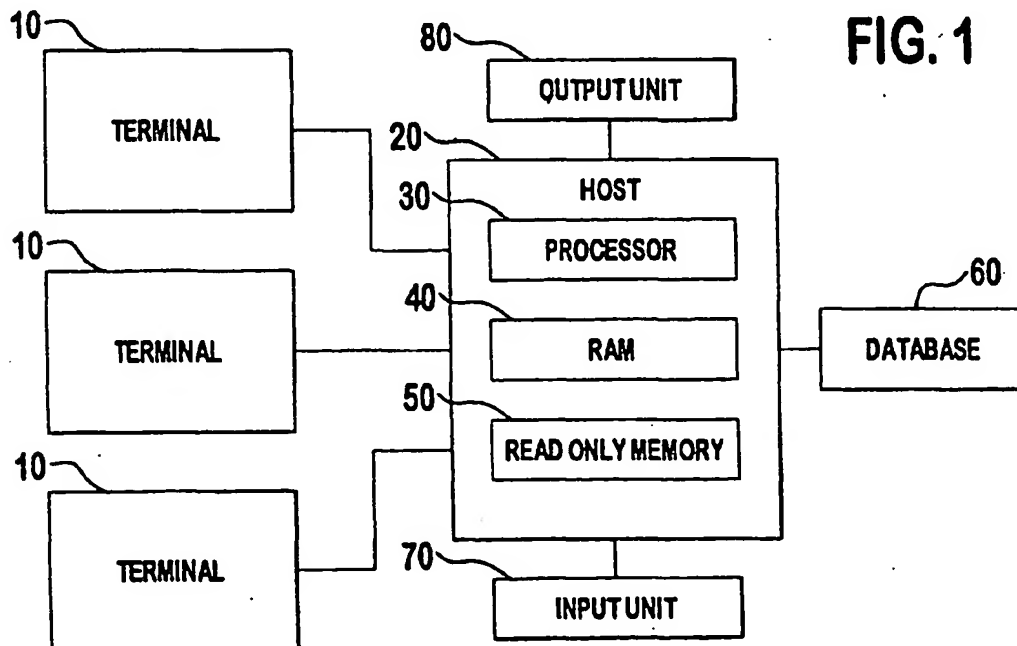 FIG. 1
10
TERMINAL
10
TERMINAL
10
TERMINAL
80
QUTPUT UNIT
20
HOST
30
PROCESSOR
40
RAM
50
READ ONLY MEMORY
60
DATABASE
70
INPUT UNIT